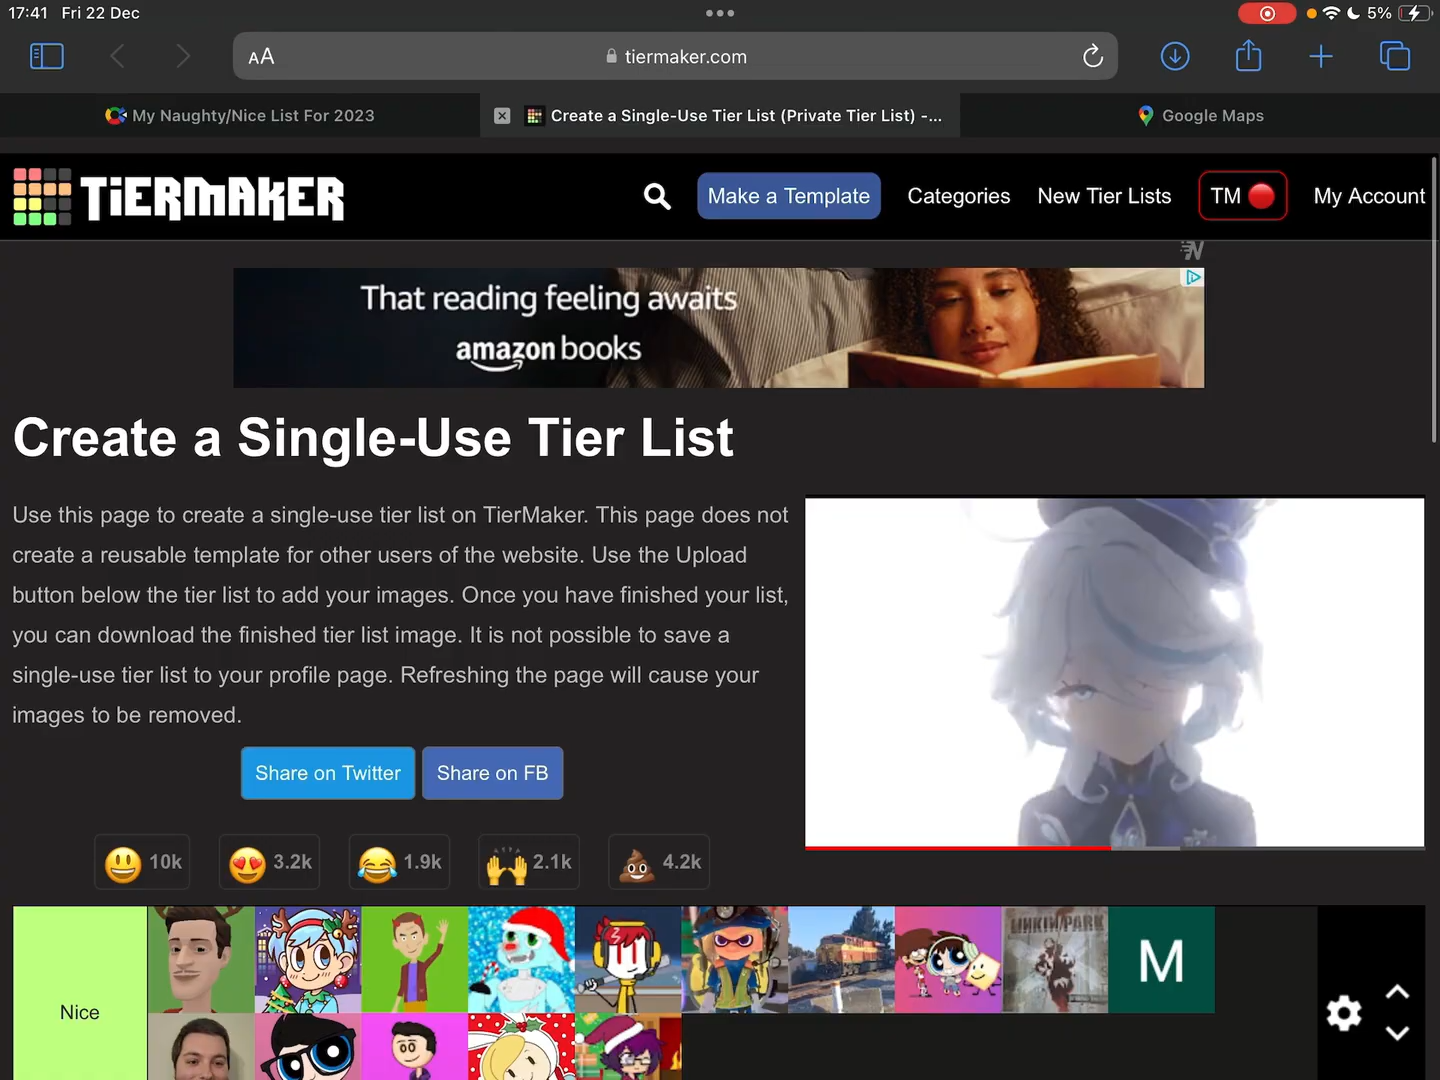 17:41 Fri 22 Dec
5%
AA
tiermaker.com
My Naughty/Nice List For 2023
Create a Single-Use Tier List (Private Tier List) -...
Google Maps
TiERMAKER
Make a Template
Categories
New Tier Lists
TM
My Account
That reading feeling awaits
amazon books
Create a Single-Use Tier List
Use this page to create a single-use tier list on TierMaker. This page does not
create a reusable template for other users of the website. Use the Upload
button below the tier list to add your images. Once you have finished your list,
you can download the finished tier list image. It is not possible to save a
single-use tier list to your profile page. Refreshing the page will cause your
images to be removed.
Share on Twitter
Share on FB
10k
3.2k
1.9k
2.1k
4.2k
Nice
LINKIN PARK
M